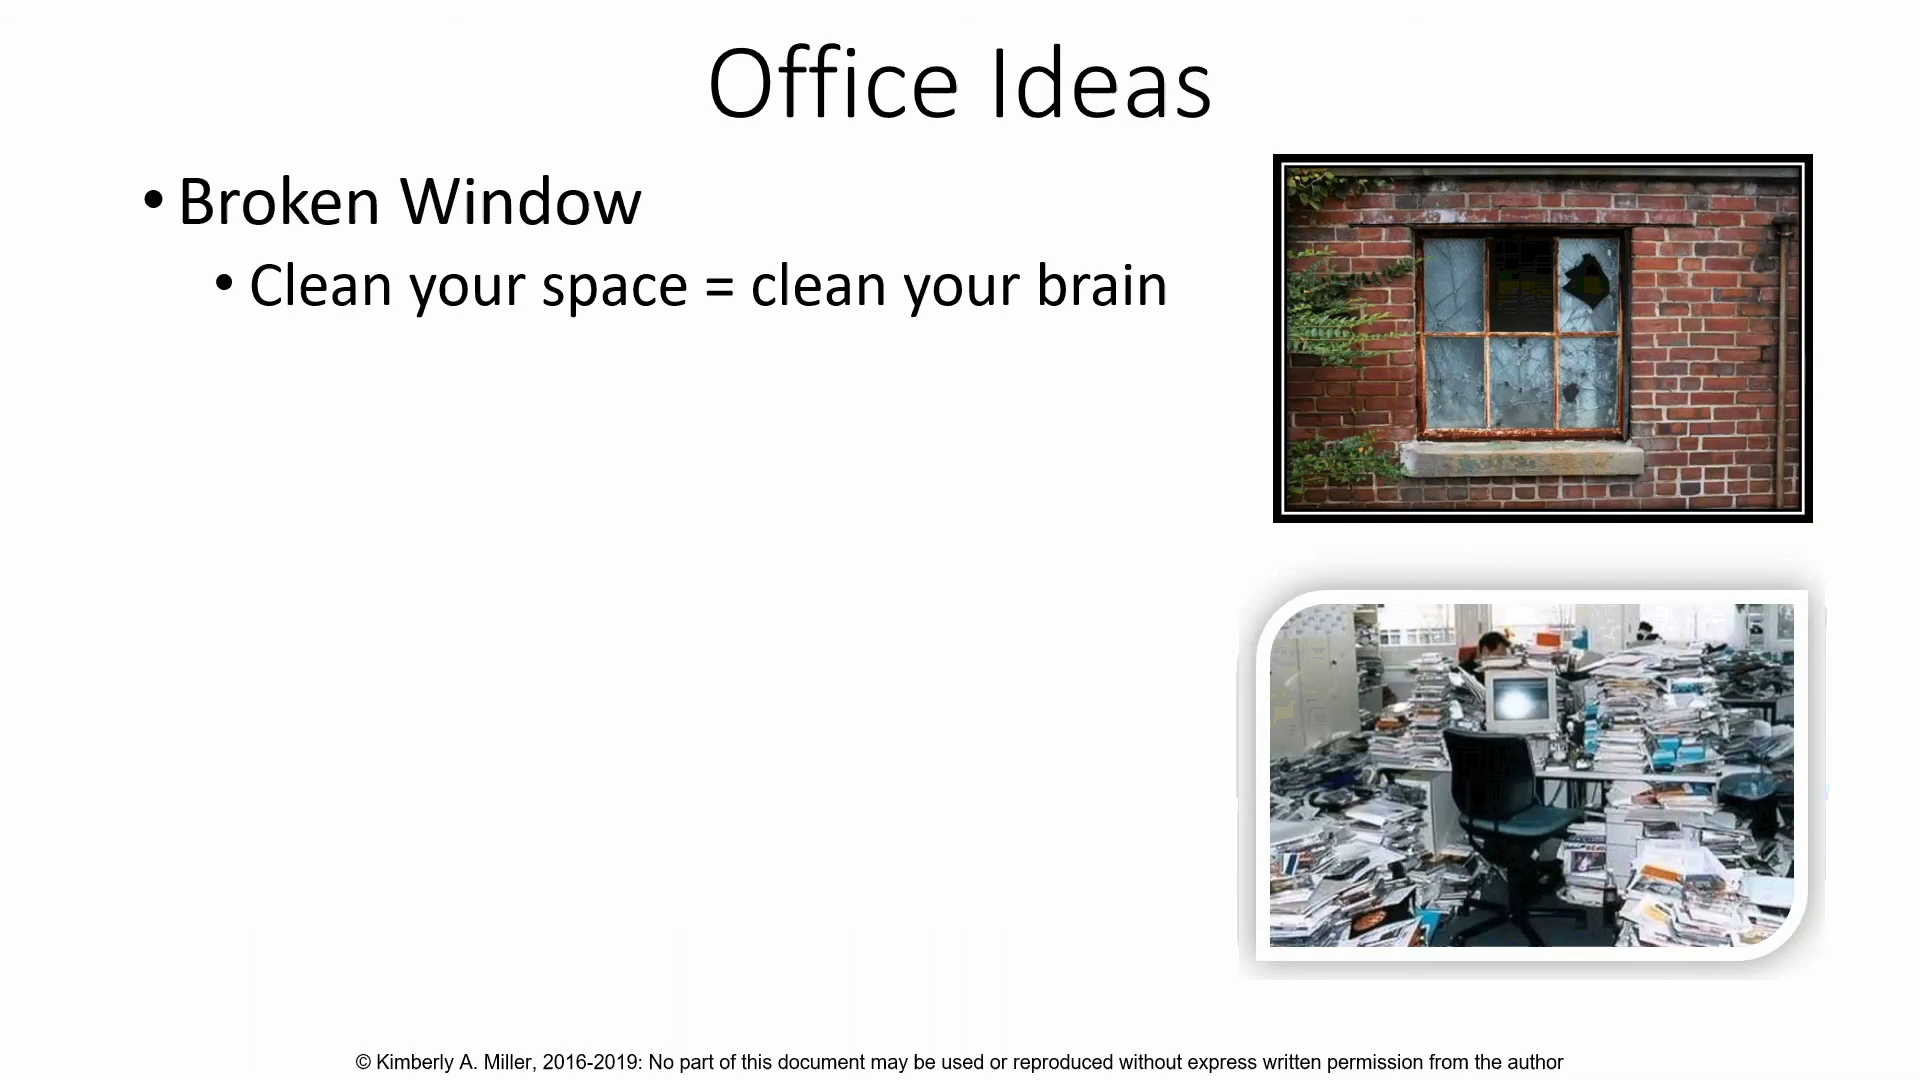 Office Ideas
• Broken Window
• Clean your space = clean your brain
© Kimberly A. Miller, 2016-2019: No part of this document may be used or reproduced without express written permission from the author